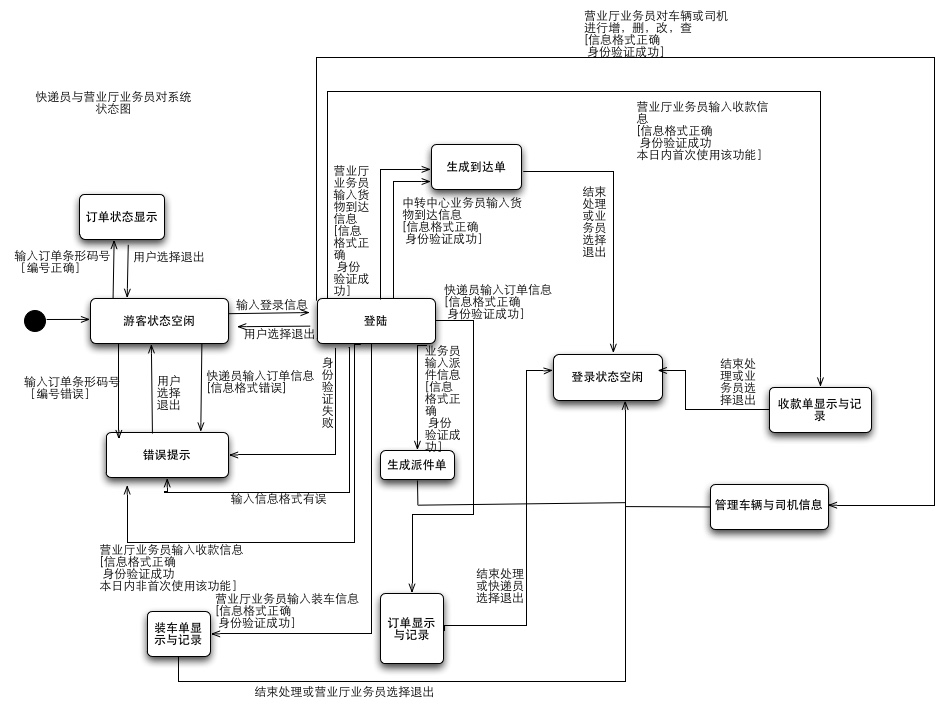 营业厅业务员对车辆或司机
进行增，删，改，查
[信息格式正确
身份验证成功]
快递员与营业厅业务员对系统
状态图
营业厅业务员输入收款信
息
[信息格式正确
身份验证成功
本日内首次使用该功能]
生成到达单
营业厅
业务员
输入货
物到达
信息
[信息
格式正
确
身份
验证成
功]
中转中心业务员输入货
物到达信息
[信息格式正确
身份验证成功]
结束
处理
或业
务员
选择
退出
订单状态显示
输入订单条形码号
[编号正确]
用户选择退出
游客状态空闲
输入登录信息
用户选择退出
登陆
快递员输入订单信息
[信息格式正确
身份验证成功]
输入订单条形码号
[编号错误]
用户
选择
退出
快递员输入订单信息
[信息格式错误]
身
份
验
证
失
败
业务员
输入派
件信息
[信息
格式正
确
身份
验证成
功]
登录状态空闲
结束处
理或业
务员选
择退出
收款单显示与记
录
错误提示
生成派件单
输入信息格式有误
管理车辆与司机信息
营业厅业务员输入收款信息
[信息格式正确
身份验证成功
本日内非首次使用该功能]
结束处理
或快递员
选择退出
营业厅业务员输入装车信息
[信息格式正确
身份验证成功]
装车单显
示与记录
订单显示
与记录
结束处理或营业厅业务员选择退出